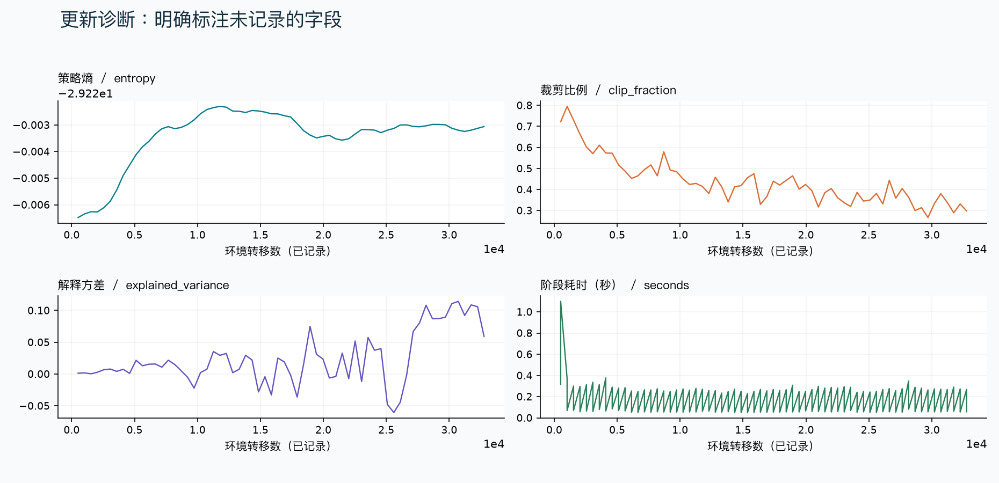 更新诊断：明确标注未记录的字段
策略熵 / entropy
−2.922e1
−0.003
−0.004
−0.005
−0.006
0.0 0.5 1.0 1.5 2.0 2.5 3.0
1e4
环境转移数（已记录）
裁剪比例 / clip_fraction
0.8
0.7
0.6
0.5
0.4
0.3
0.0 0.5 1.0 1.5 2.0 2.5 3.0
1e4
环境转移数（已记录）
解释方差 / explained_variance
0.10
0.05
0.00
−0.05
0.0 0.5 1.0 1.5 2.0 2.5 3.0
1e4
环境转移数（已记录）
阶段耗时（秒） / seconds
1.0
0.8
0.6
0.4
0.2
0.0
0.0 0.5 1.0 1.5 2.0 2.5 3.0
1e4
环境转移数（已记录）